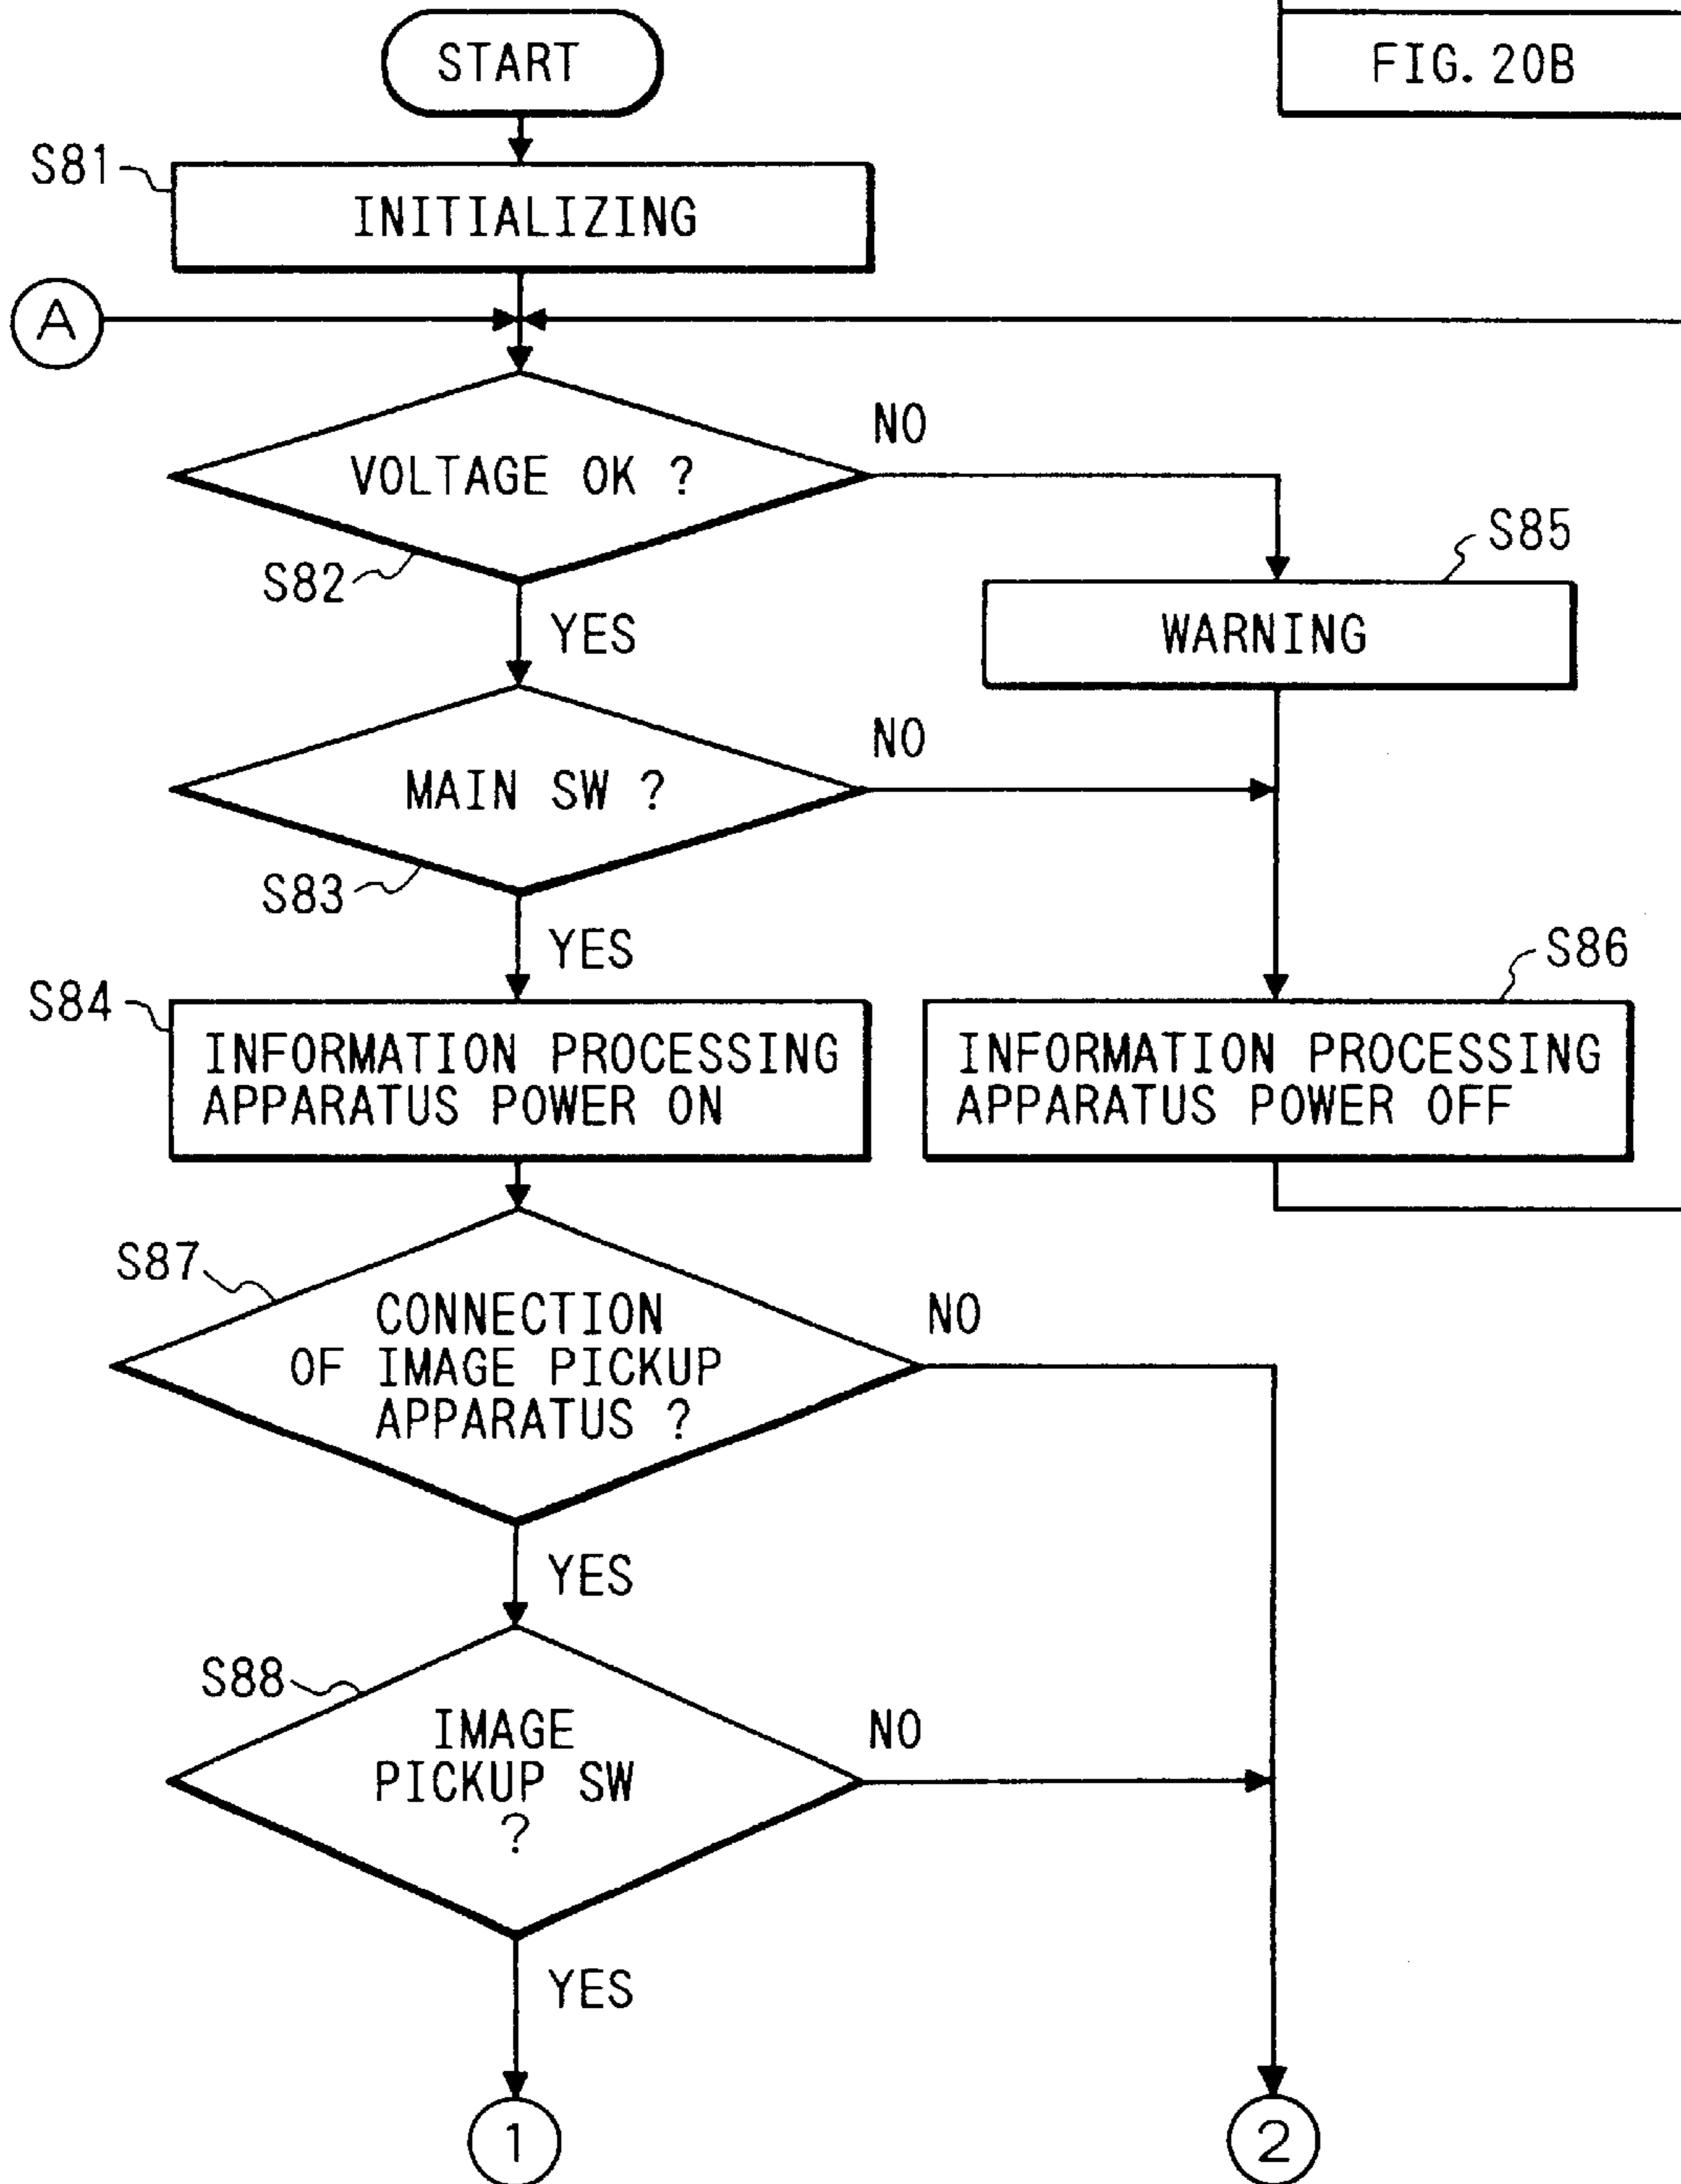 FIG. 20B
START
S81
INITIALIZING
A
VOLTAGE OK ?
NO
S82
YES
S85
WARNING
MAIN SW ?
NO
S83
YES
S84
INFORMATION PROCESSING
APPARATUS POWER ON
S86
INFORMATION PROCESSING
APPARATUS POWER OFF
S87
CONNECTION
OF IMAGE PICKUP
APPARATUS ?
NO
YES
S88
IMAGE
PICKUP SW
?
NO
YES
1
2